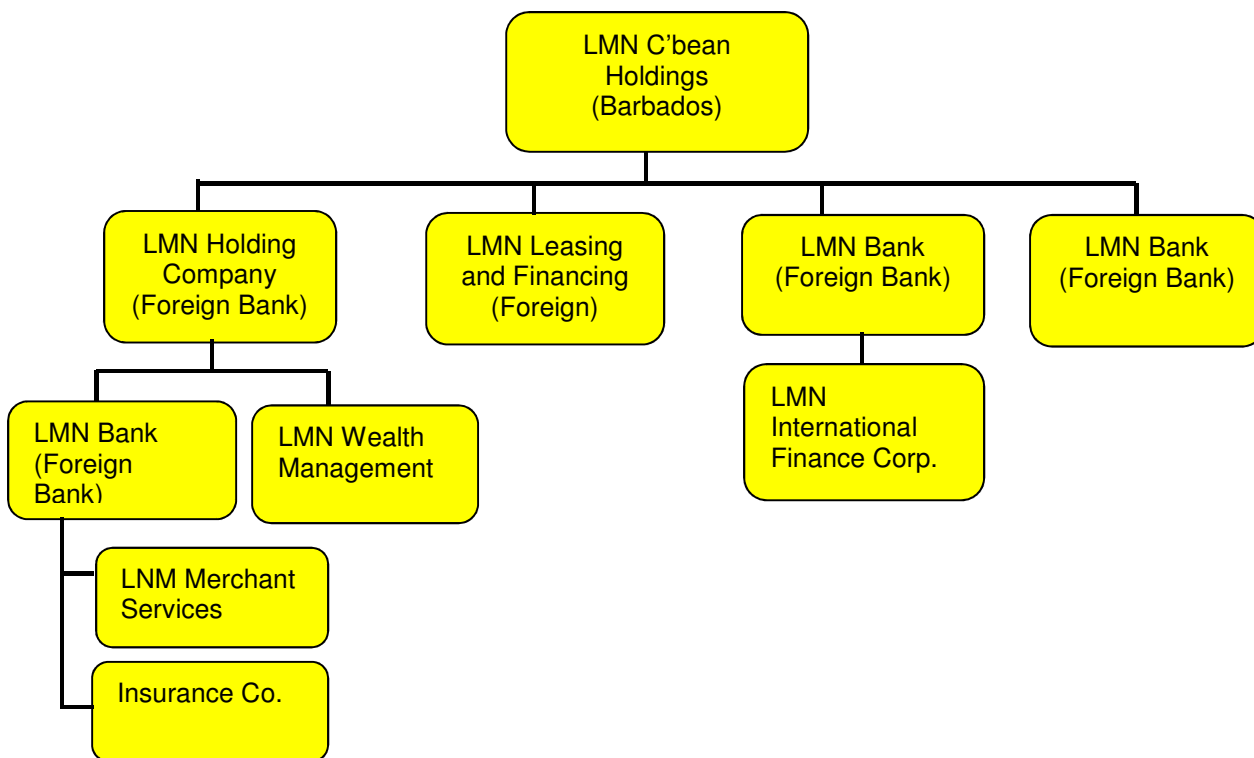 LMN C’bean
Holdings
(Barbados)
LMN Holding
Company
(Foreign Bank)
LMN Leasing
and Financing
(Foreign)
LMN Bank
(Foreign Bank)
LMN Bank
(Foreign Bank)
LMN Bank
(Foreign
Bank)
LMN Wealth
Management
LMN
International
Finance Corp.
LNM Merchant
Services
Insurance Co.